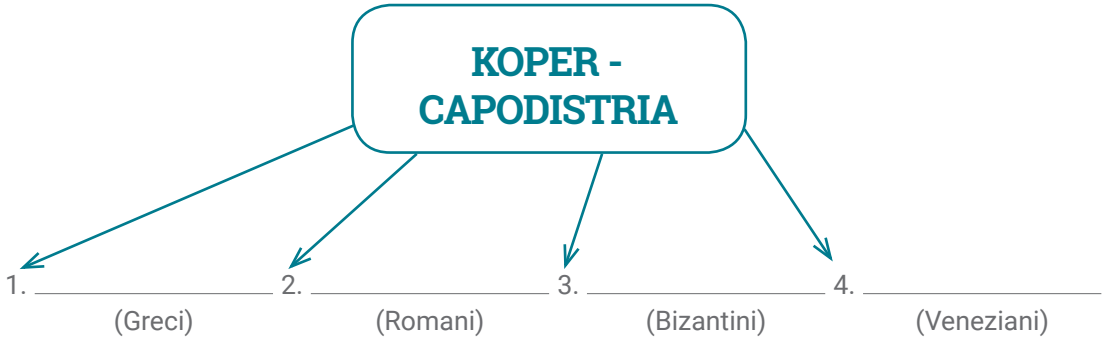 KOPER -
CAPODISTRIA
1. 2. 3. 4.
(Greci) (Romani) (Bizantini) (Veneziani)